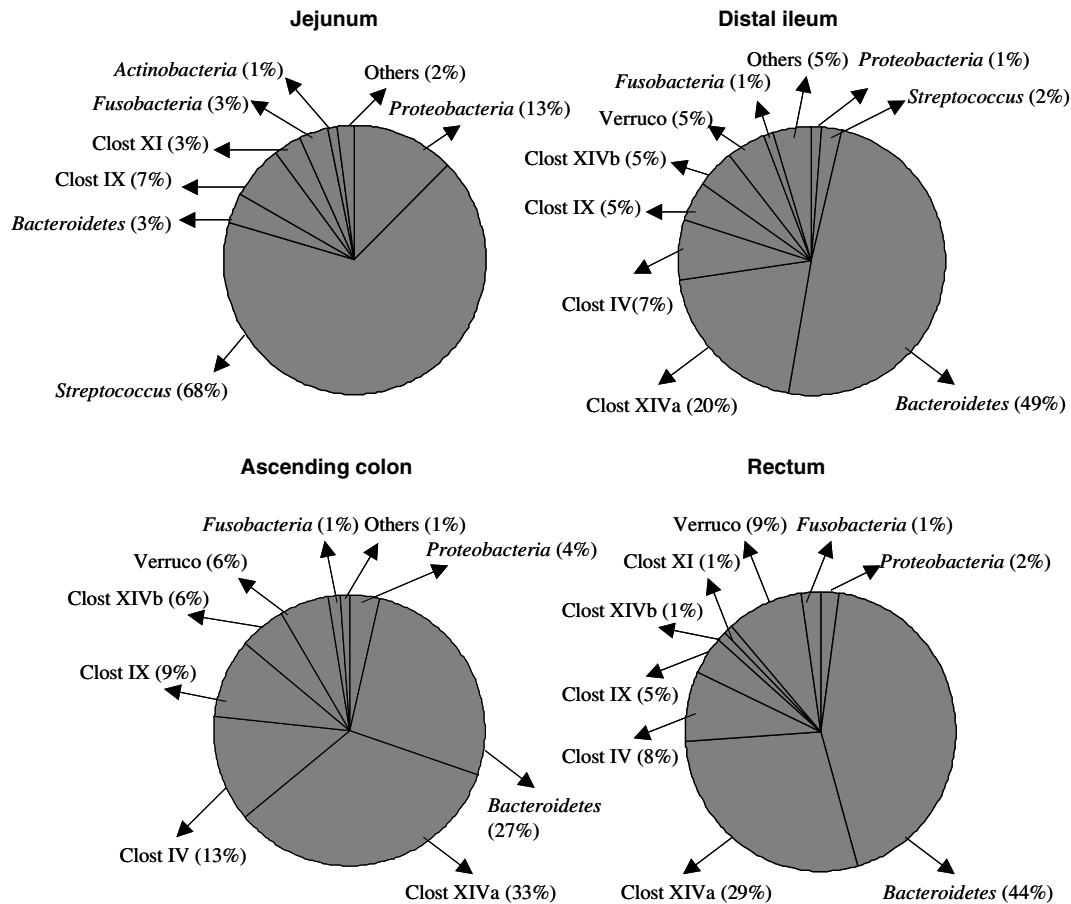 Jejunum
Actinobacteria (1%)
Others (2%)
Fusobacteria (3%)
Proteobacteria (13%)
Clost XI (3%)
Clost IX (7%)
Bacteroidetes (3%)
Streptococcus (68%)
Distal ileum
Others (5%)
Proteobacteria (1%)
Fusobacteria (1%)
Streptococcus (2%)
Verruco (5%)
Clost XIVb (5%)
Clost IX (5%)
Clost IV(7%)
Clost XIVa (20%)
Bacteroidetes (49%)
Ascending colon
Fusobacteria (1%)
Others (1%)
Proteobacteria (4%)
Verruco (6%)
Clost XIVb (6%)
Clost IX (9%)
Bacteroidetes
(27%)
Clost IV (13%)
Clost XIVa (33%)
Rectum
Verruco (9%)
Fusobacteria (1%)
Clost XI (1%)
Proteobacteria (2%)
Clost XIVb (1%)
Clost IX (5%)
Clost IV (8%)
Clost XIVa (29%)
Bacteroidetes (44%)